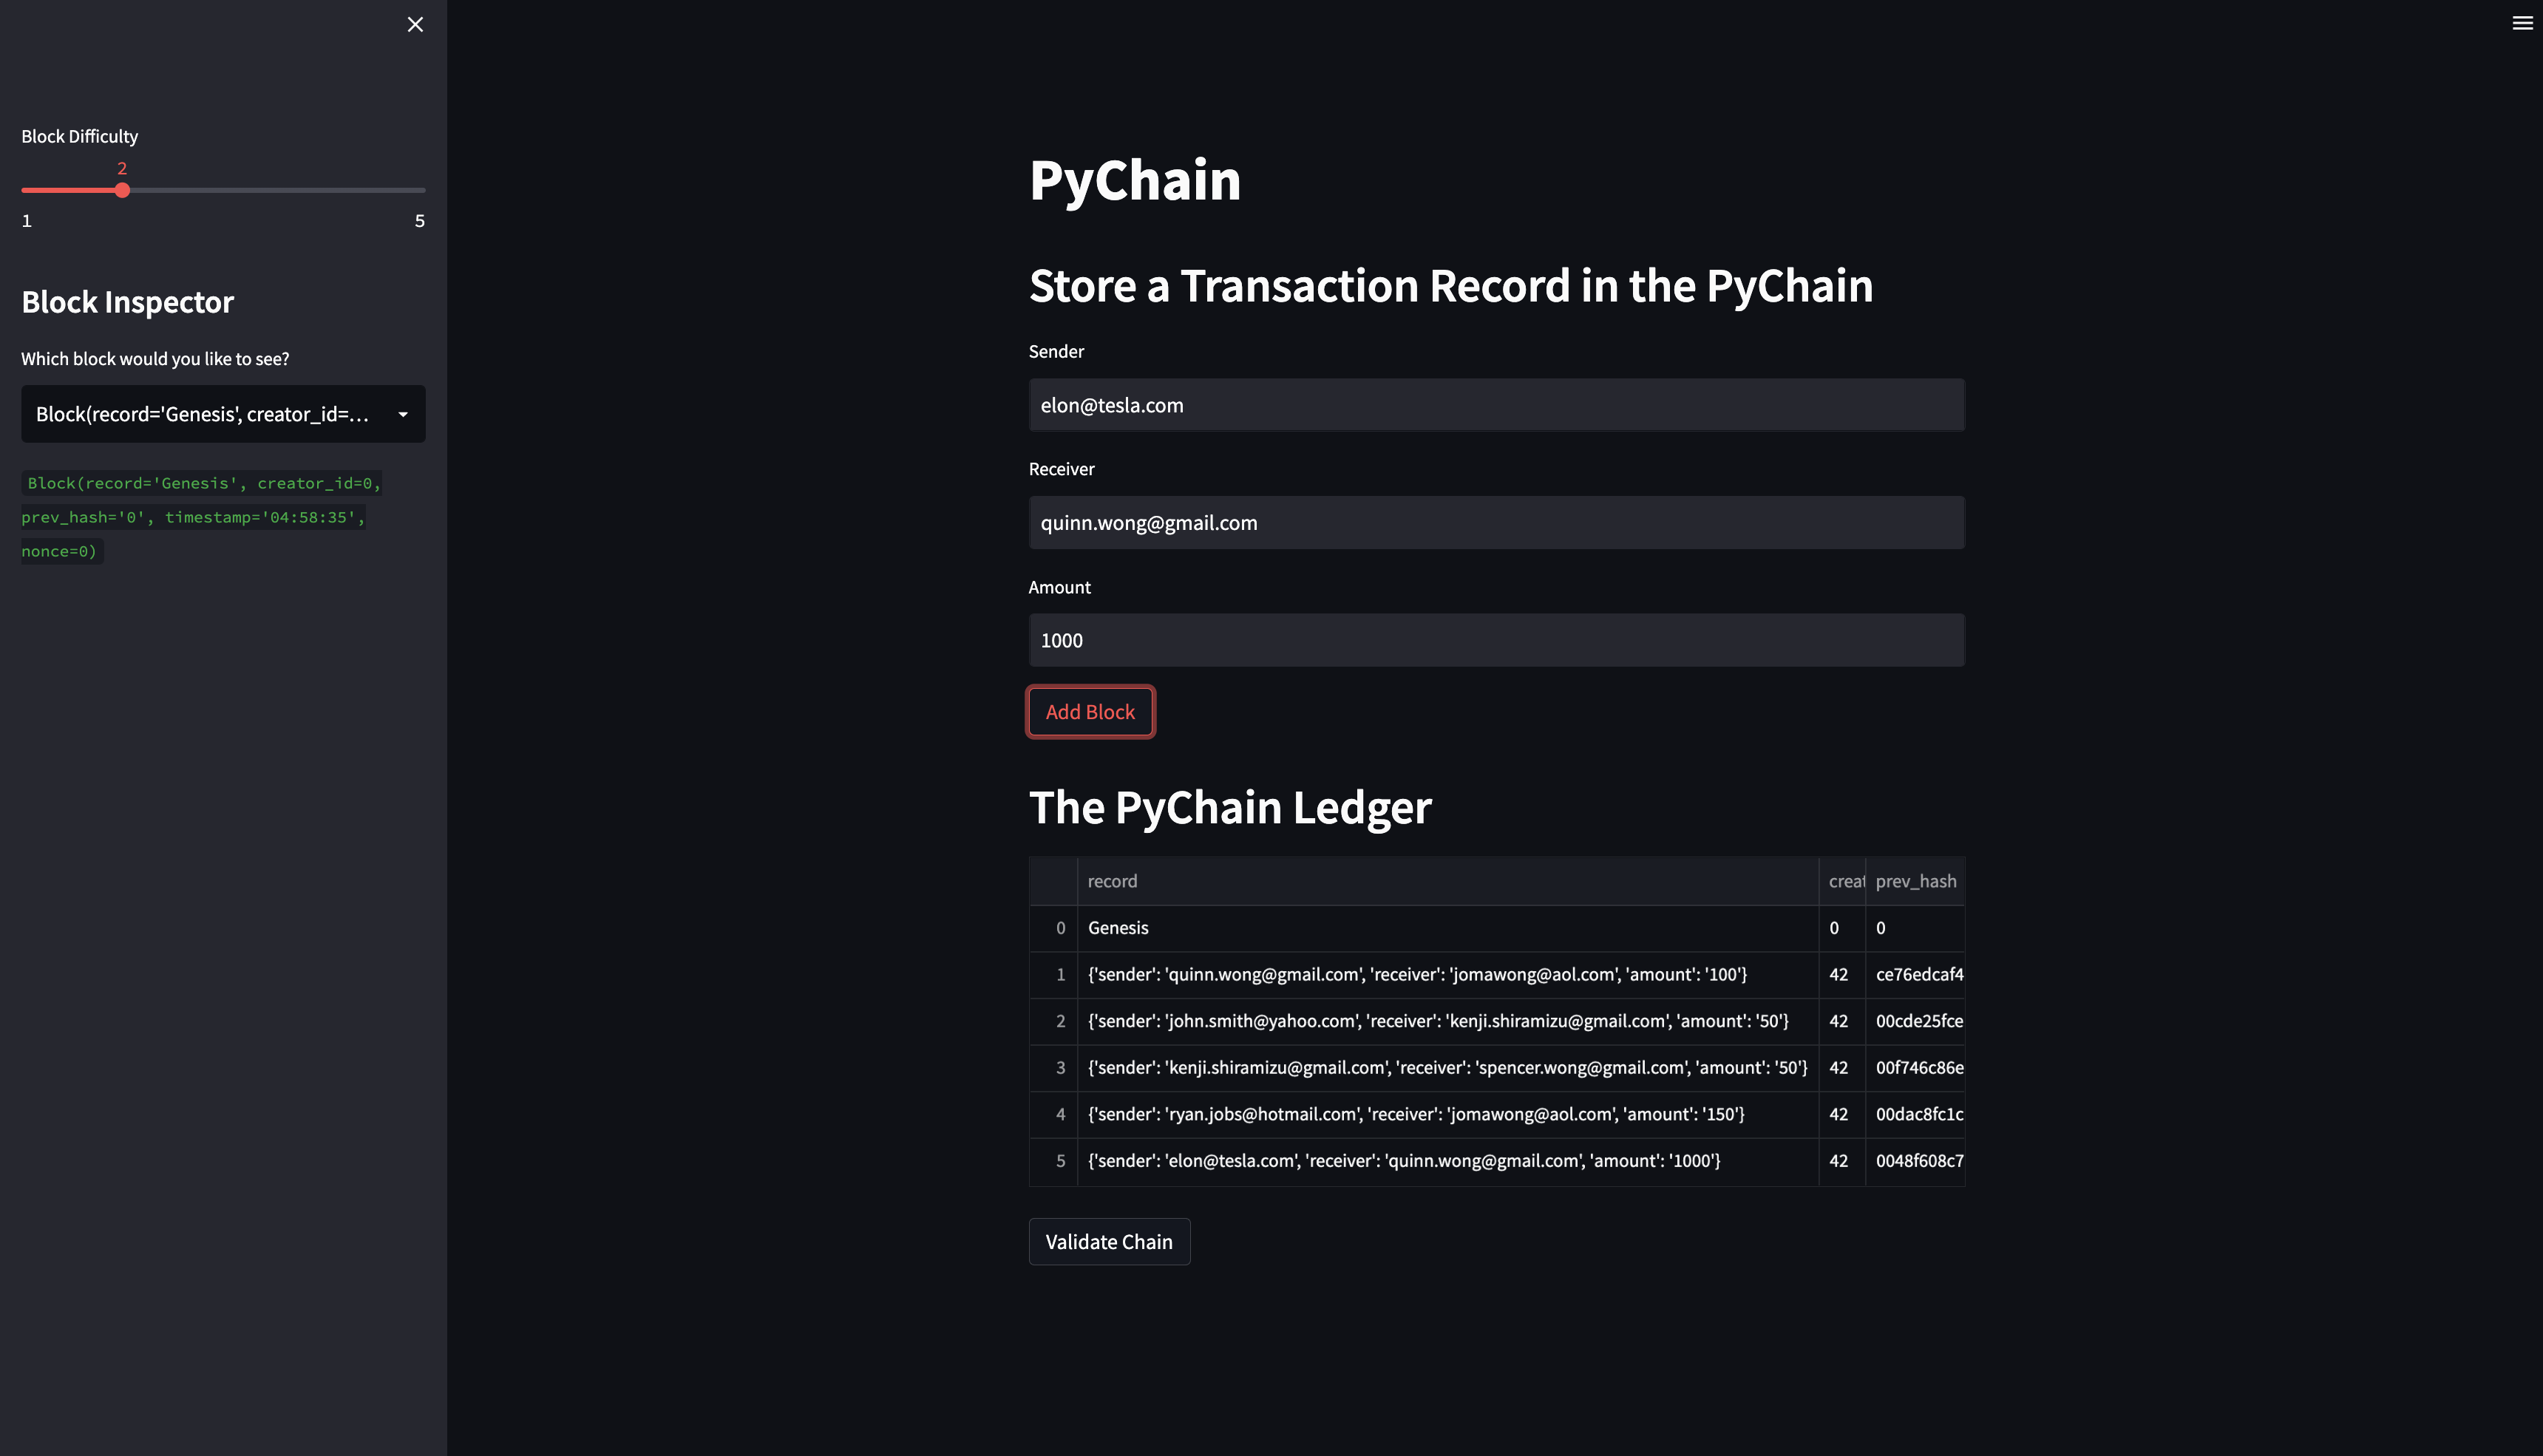 Block Difficulty
2
1 5
Block Inspector
Which block would you like to see?
Block(record='Genesis', creator_id=...
Block(record='Genesis', creator_id=0,
prev_hash='0', timestamp='04:58:35',
nonce=0)
PyChain
Store a Transaction Record in the PyChain
Sender
elon@tesla.com
Receiver
quinn.wong@gmail.com
Amount
1000
Add Block
The PyChain Ledger
record creat prev_hash
0 Genesis 0 0
1 {'sender': 'quinn.wong@gmail.com', 'receiver': 'jomawong@aol.com', 'amount': '100'} 42 ce76edcaf4
2 {'sender': 'john.smith@yahoo.com', 'receiver': 'kenji.shiramizu@gmail.com', 'amount': '50'} 42 00cde25fce
3 {'sender': 'kenji.shiramizu@gmail.com', 'receiver': 'spencer.wong@gmail.com', 'amount': '50'} 42 00f746c86e
4 {'sender': 'ryan.jobs@hotmail.com', 'receiver': 'jomawong@aol.com', 'amount': '150'} 42 00dac8fc1c
5 {'sender': 'elon@tesla.com', 'receiver': 'quinn.wong@gmail.com', 'amount': '1000'} 42 0048f608c7
Validate Chain